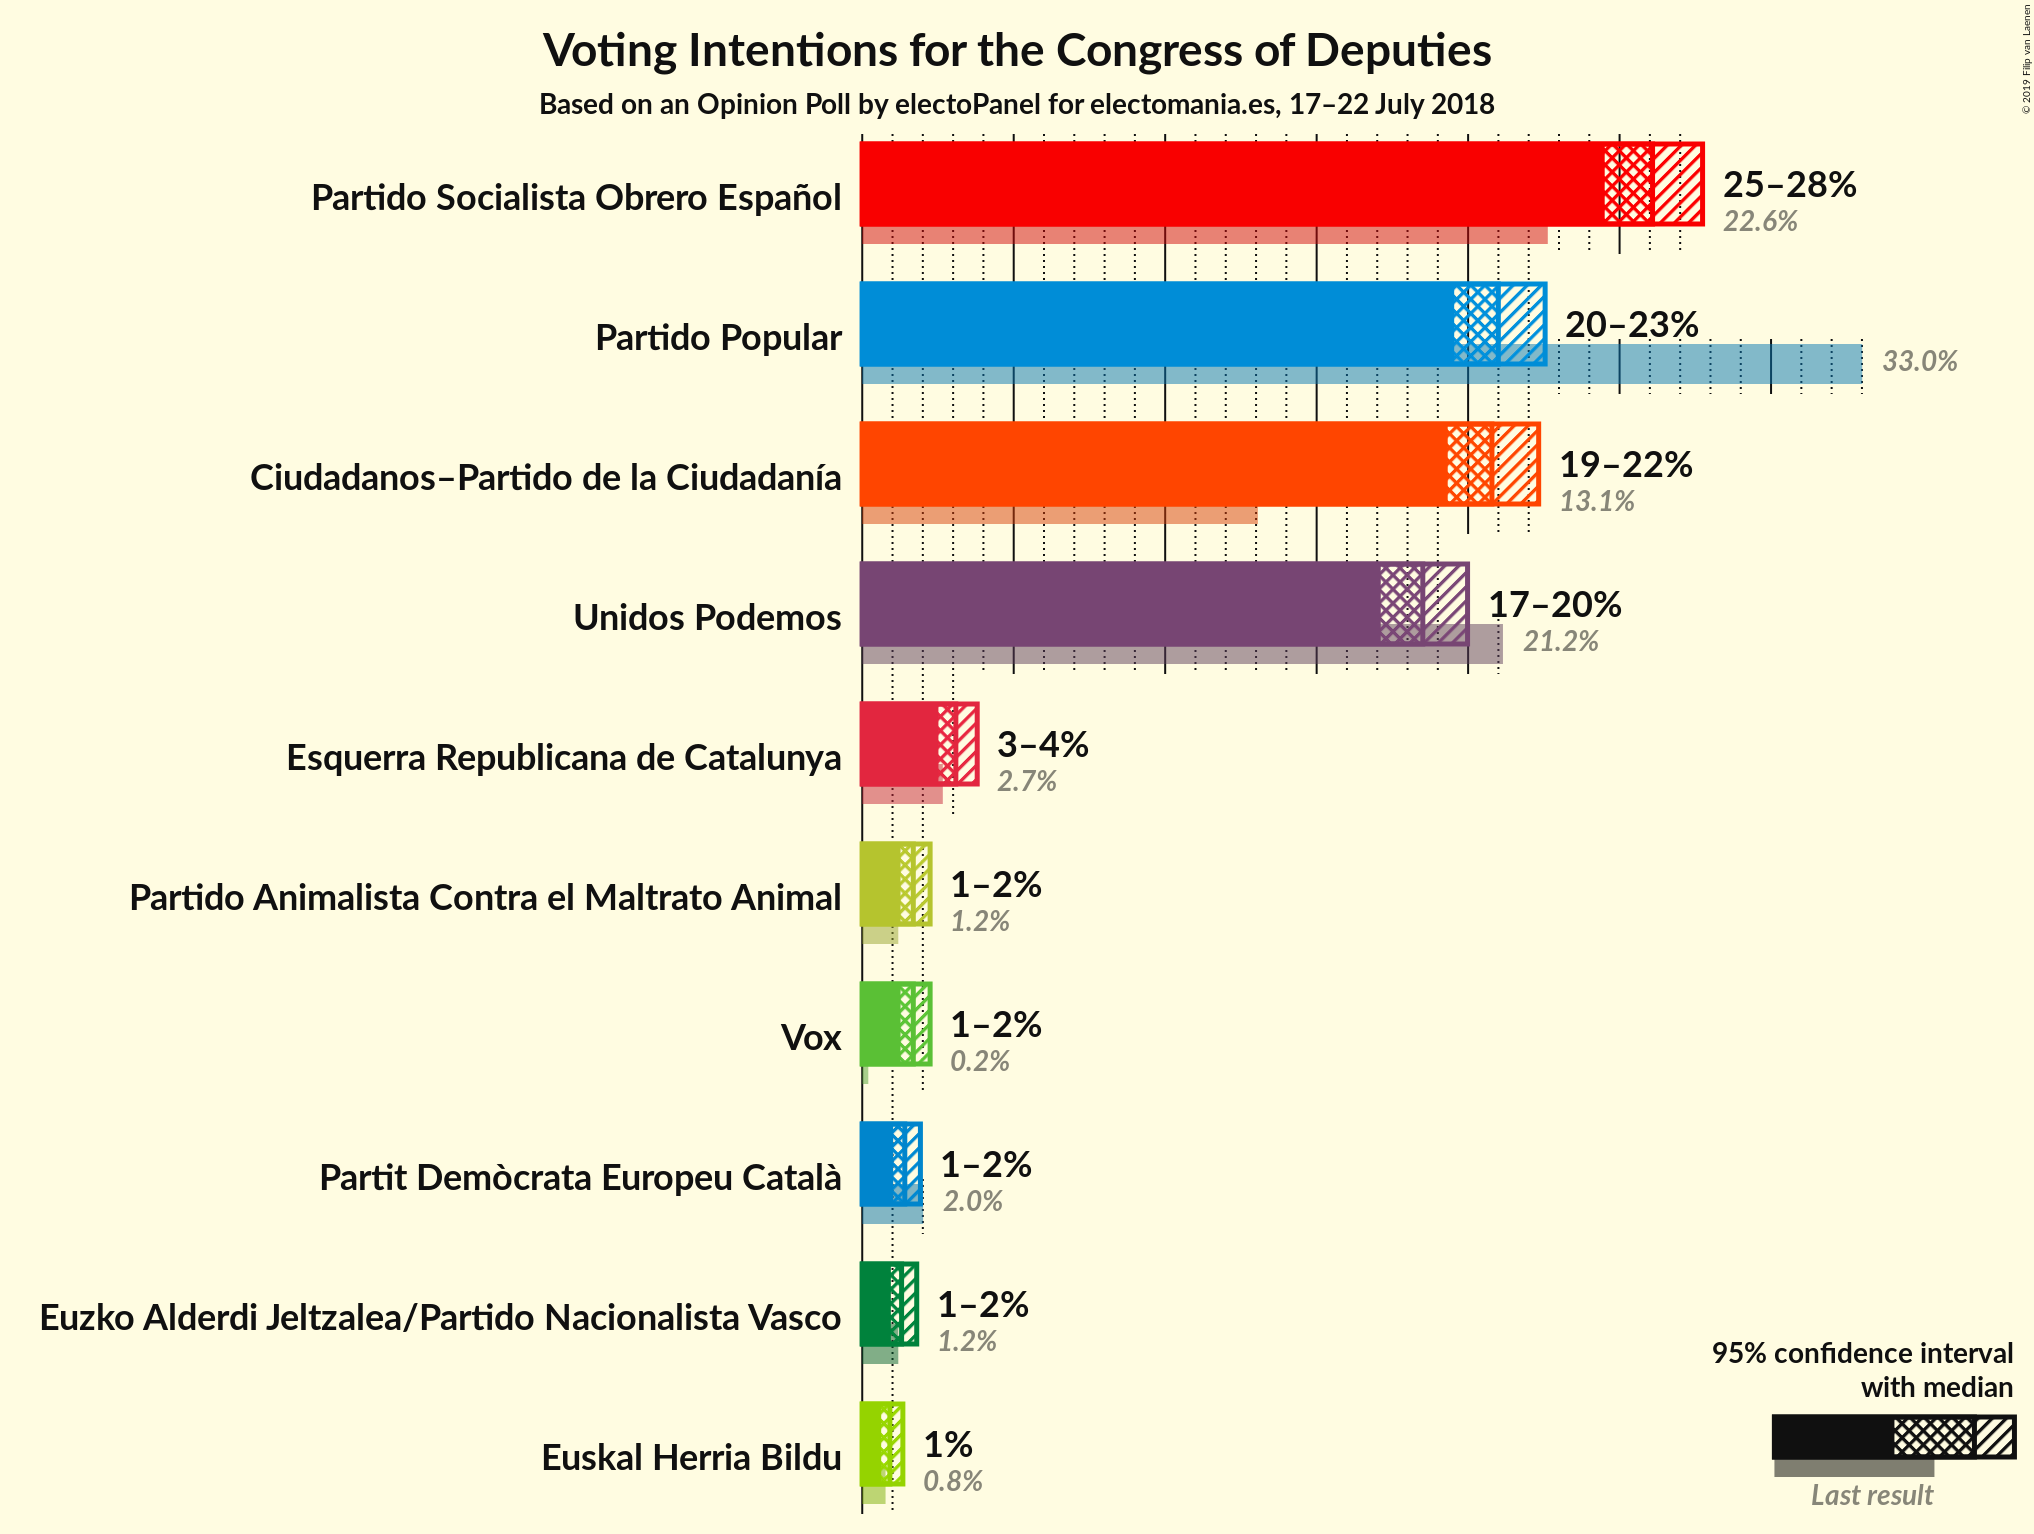 Voting Intentions for the Congress of Deputies
Based on an Opinion Poll by electoPanel for electomania.es, 17–22 July 2018
© 2019 Filip van Laenen
Partido Socialista Obrero Español
25–28%
22.6%
Partido Popular
20–23%
33.0%
Ciudadanos–Partido de la Ciudadanía
19–22%
13.1%
Unidos Podemos
17–20%
21.2%
Esquerra Republicana de Catalunya
3–4%
2.7%
Partido Animalista Contra el Maltrato Animal
1–2%
1.2%
Vox
1–2%
0.2%
Partit Demòcrata Europeu Català
1–2%
2.0%
Euzko Alderdi Jeltzalea/Partido Nacionalista Vasco
1–2%
1.2%
Euskal Herria Bildu
1%
0.8%
95% confidence interval
with median
Last result